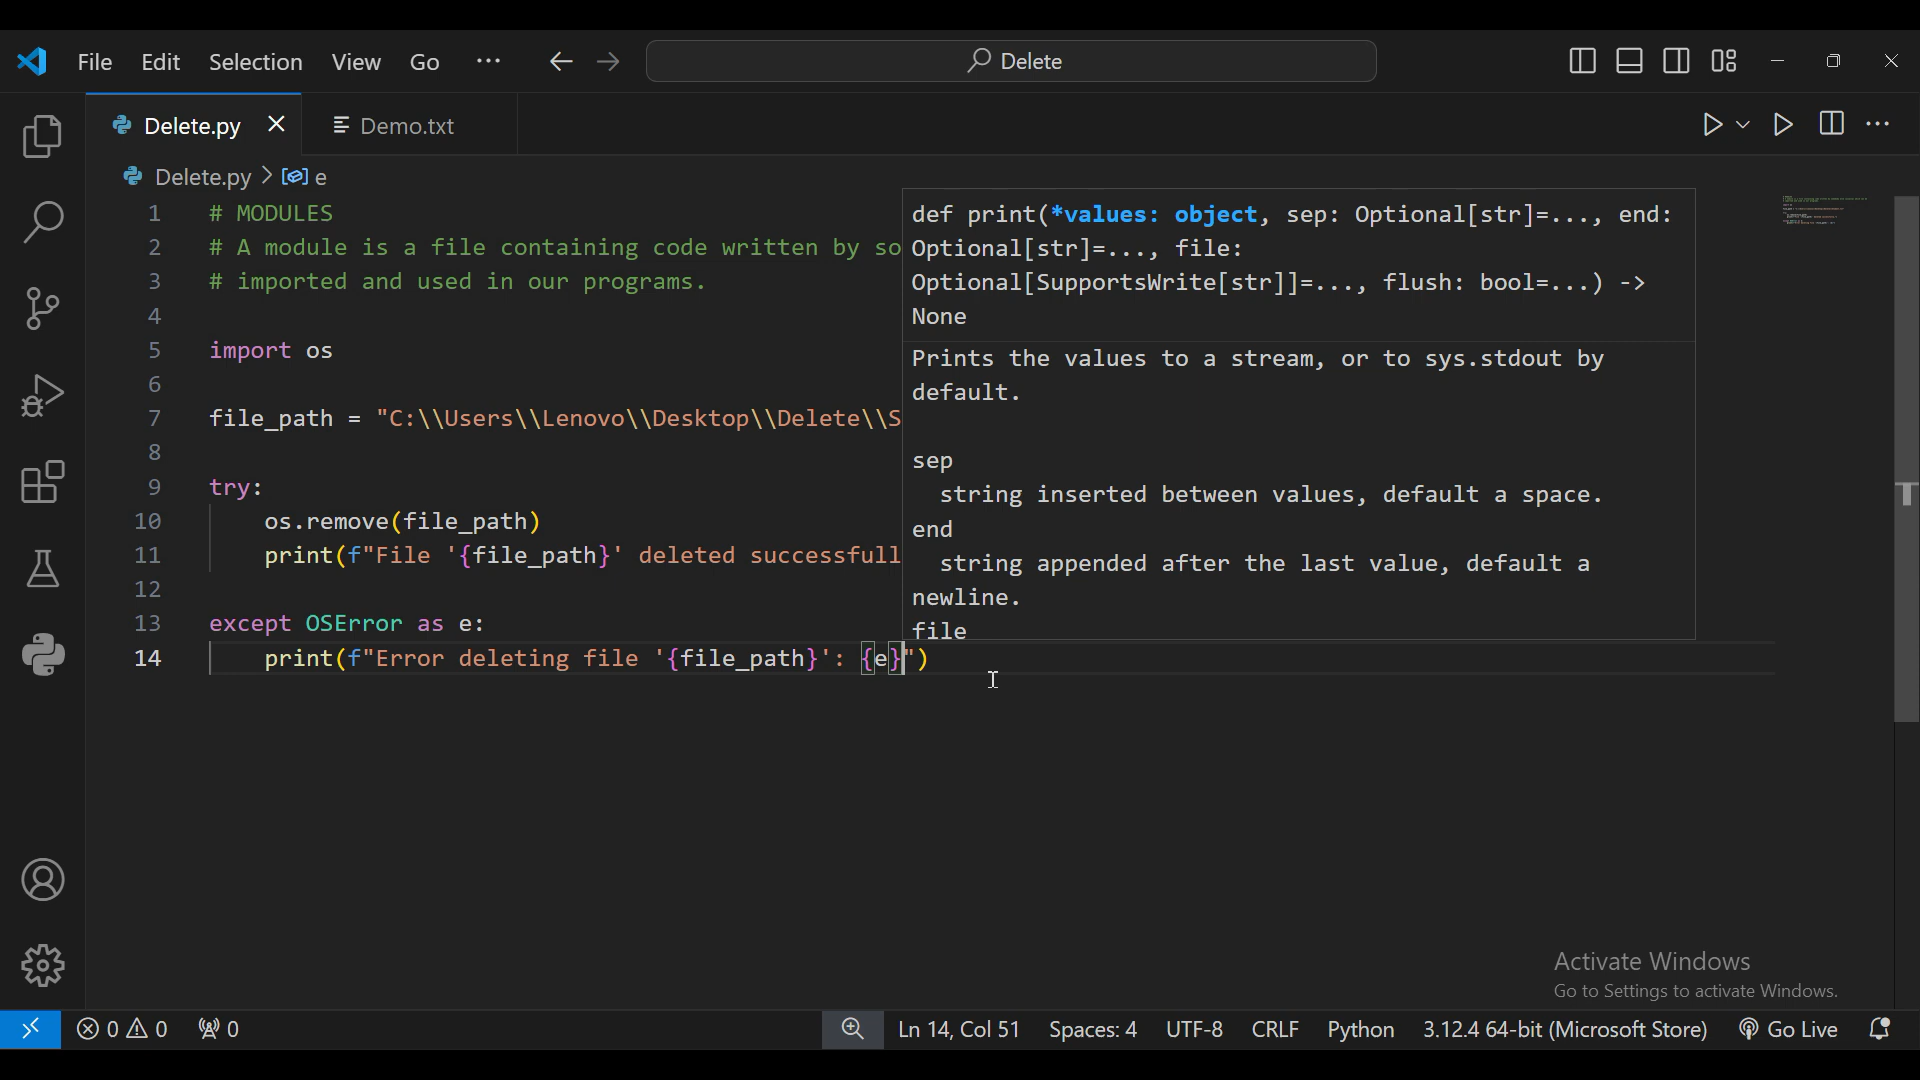 File Edit Selection View Go ··· Delete
Delete.py Demo.txt
Delete.py > e
1 # MODULES
2 # A module is a file containing code written by so
3 # imported and used in our programs.
4
5 import os
6
7 file_path = "C:\\Users\\Lenovo\\Desktop\\Delete\\S
8
9 try:
10 os.remove(file_path)
11 print(f"File '{file_path}' deleted successfull
12
13 except OSError as e:
14 print(f"Error deleting file '{file_path}': {e}")
def print(*values: object, sep: Optional[str]=..., end:
Optional[str]=..., file:
Optional[SupportsWrite[str]]=..., flush: bool=...) ->
None
Prints the values to a stream, or to sys.stdout by
default.
sep
string inserted between values, default a space.
end
string appended after the last value, default a
newline.
file
Activate Windows
Go to Settings to activate Windows.
0 0 0 Ln 14, Col 51 Spaces: 4 UTF-8 CRLF Python 3.12.4 64-bit (Microsoft Store) Go Live